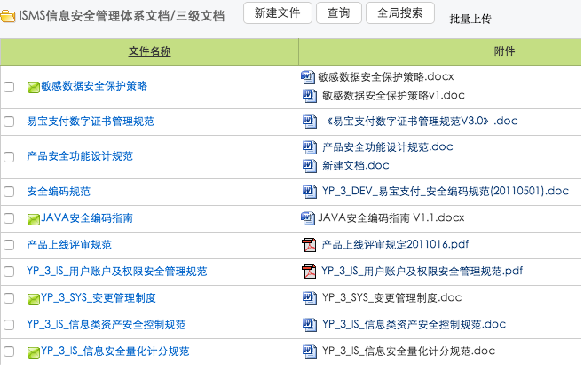 ISMS信息安全管理体系文档/三级文档 新建文件 查询 全局搜索 批量上传
文件名称 附件
敏感数据安全保护策略 敏感数据安全保护策略.docx
敏感数据安全保护策略v1.doc
易宝支付数字证书管理规范 《易宝支付数字证书管理规范V3.0》.doc
产品安全功能设计规范 产品安全功能设计规范.doc
新建文档.doc
安全编码规范 YP_3_DEV_易宝支付_安全编码规范(20110501).doc
JAVA安全编码指南 JAVA安全编码指南 V1.1.docx
产品上线评审规范 产品上线评审规定2011016.pdf
YP_3_IS_用户账户及权限安全管理规范 YP_3_IS_用户账户及权限安全管理规范.pdf
YP_3_SYS_变更管理制度 YP_3_SYS_变更管理制度.doc
YP_3_IS_信息类资产安全控制规范 YP_3_IS_信息类资产安全控制规范.doc
YP_3_IS_信息安全量化计分规范 YP_3_IS_信息安全量化计分规范.doc